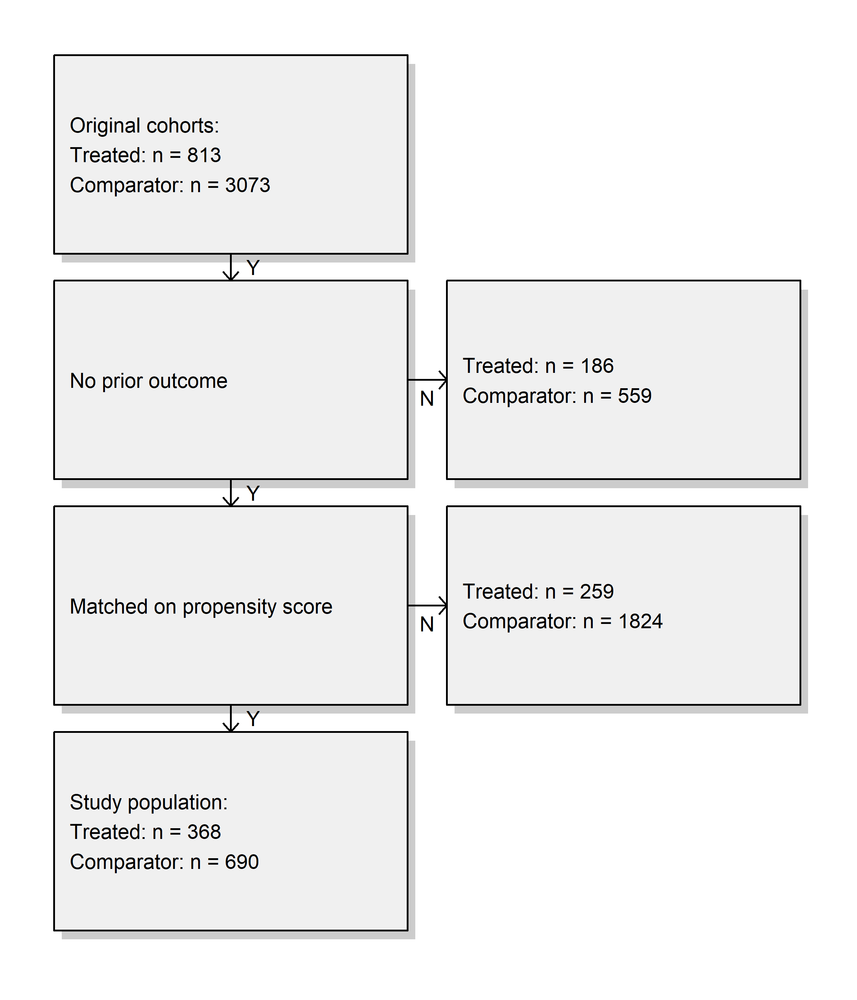 Original cohorts:
Treated: n = 813
Comparator: n = 3073
Y
No prior outcome
N
Treated: n = 186
Comparator: n = 559
Y
Matched on propensity score
N
Treated: n = 259
Comparator: n = 1824
Y
Study population:
Treated: n = 368
Comparator: n = 690